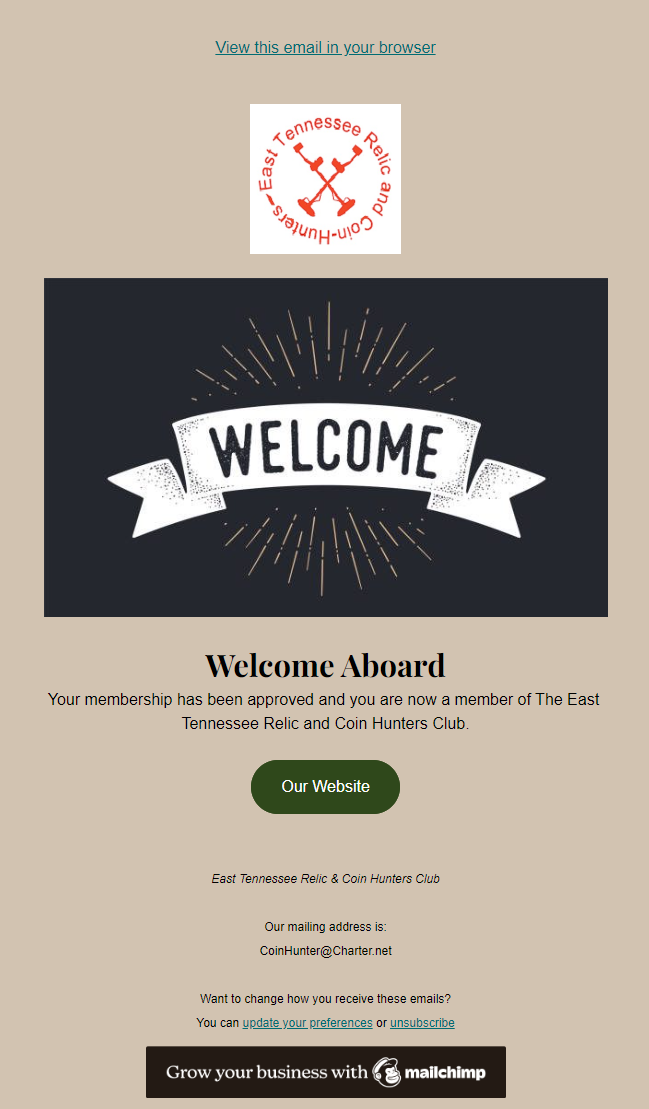 View this email in your browser
East Tennessee Relic and Coin-Hunters~
WELCOME
Welcome Aboard
Your membership has been approved and you are now a member of The East
Tennessee Relic and Coin Hunters Club.
Our Website
East Tennessee Relic & Coin Hunters Club
Our mailing address is:
CoinHunter@Charter.net
Want to change how you receive these emails?
You can update your preferences or unsubscribe
Grow your business with mailchimp